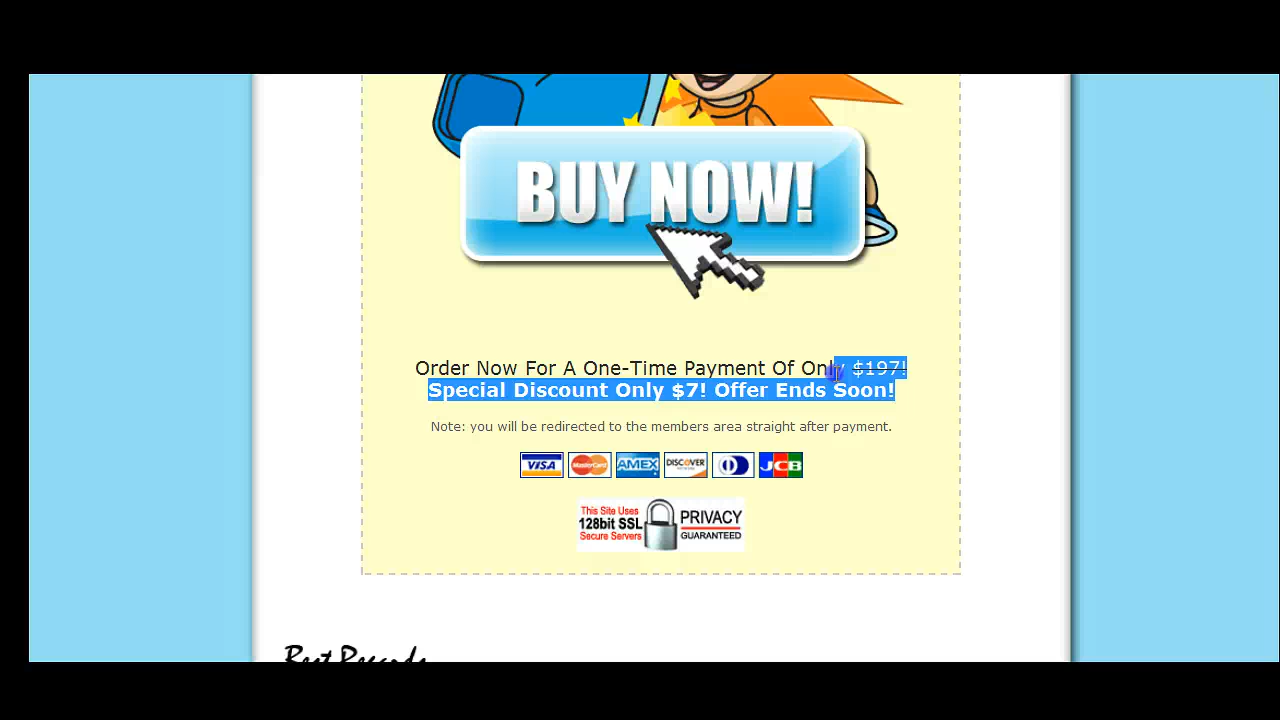 BUY NOW!
Order Now For A One-Time Payment Of Only $197!
Special Discount Only $7! Offer Ends Soon!
Note: you will be redirected to the members area straight after payment.
VISA MasterCard AMEX DISCOVER JCB
This Site Uses
128bit SSL
Secure Servers
PRIVACY
GUARANTEED